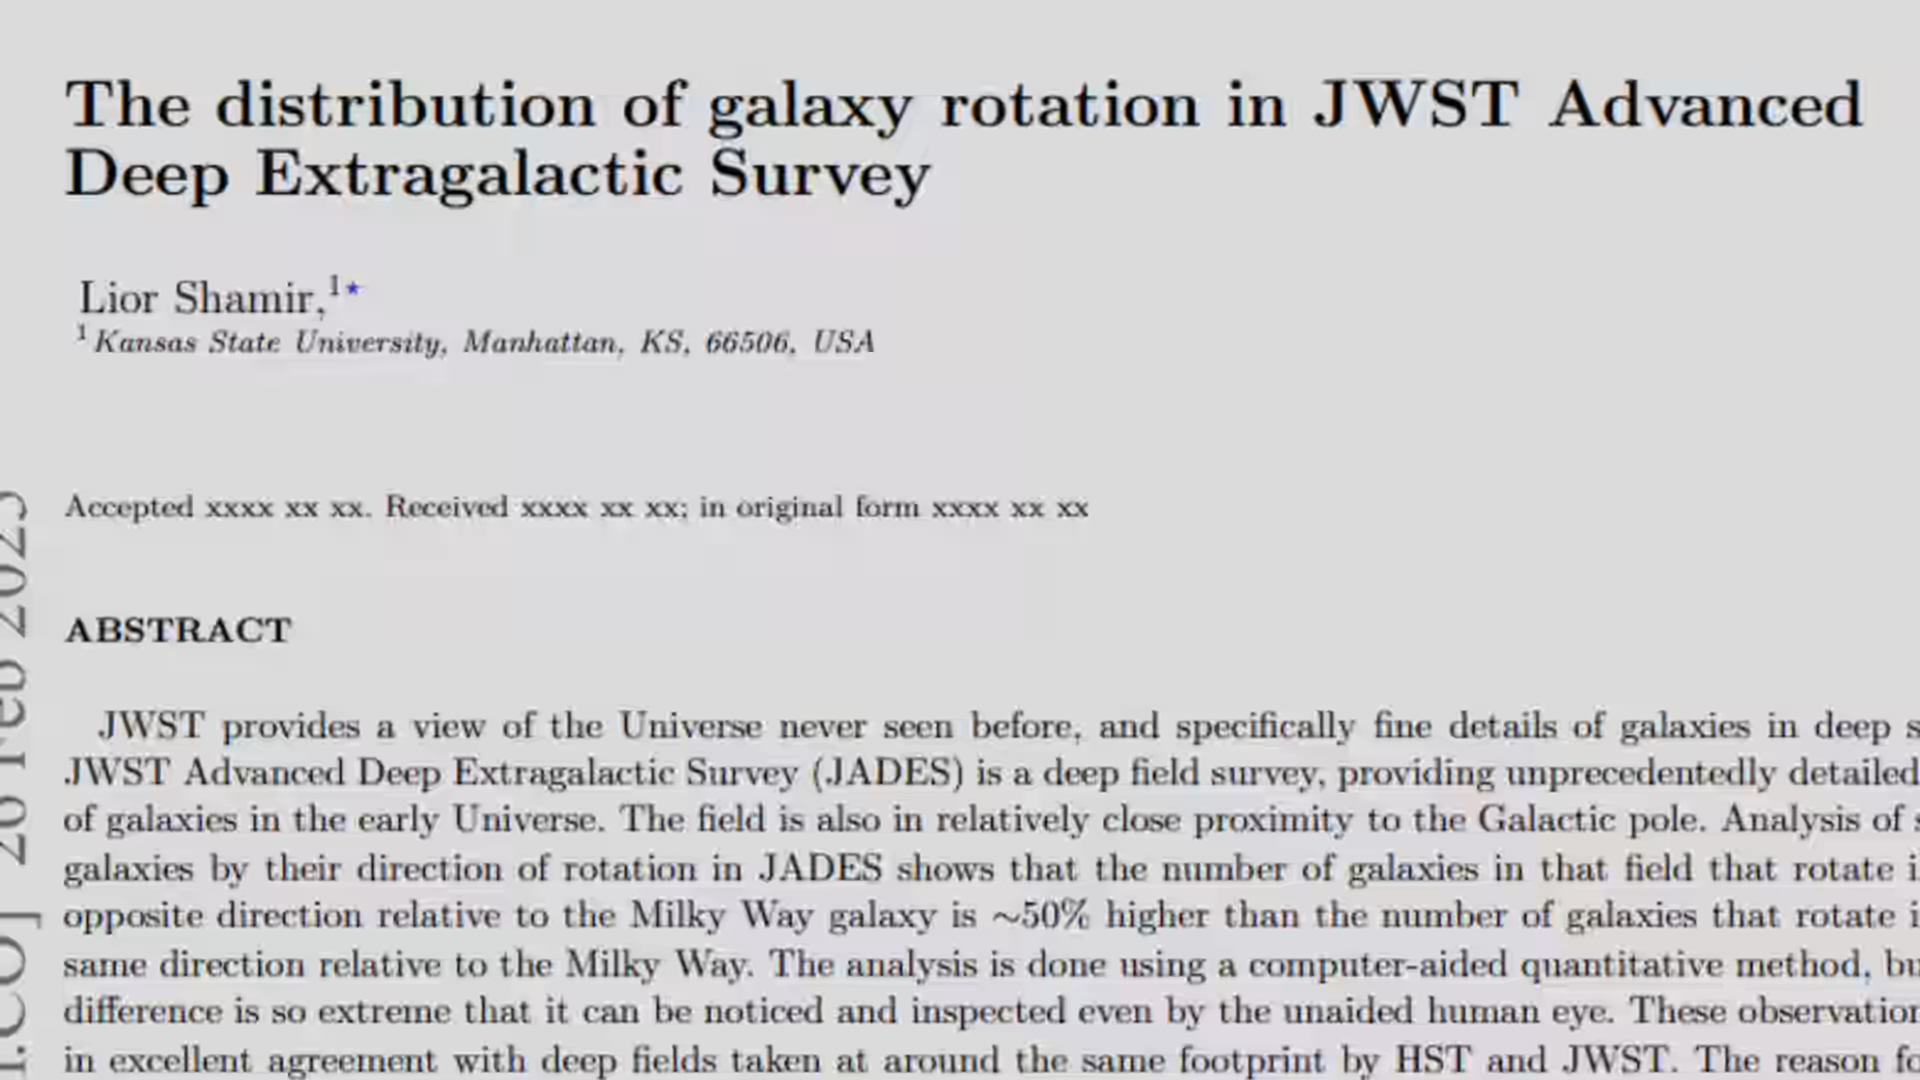 The distribution of galaxy rotation in JWST Advanced
Deep Extragalactic Survey
Lior Shamir,¹⋆
¹ Kansas State University, Manhattan, KS, 66506, USA
Accepted xxxx xx xx. Received xxxx xx xx; in original form xxxx xx xx
ABSTRACT
JWST provides a view of the Universe never seen before, and specifically fine details of galaxies in deep
JWST Advanced Deep Extragalactic Survey (JADES) is a deep field survey, providing unprecedentedly detailed
of galaxies in the early Universe. The field is also in relatively close proximity to the Galactic pole. Analysis of
galaxies by their direction of rotation in JADES shows that the number of galaxies in that field that rotate
opposite direction relative to the Milky Way galaxy is ~50% higher than the number of galaxies that rotate
same direction relative to the Milky Way. The analysis is done using a computer-aided quantitative method,
difference is so extreme that it can be noticed and inspected even by the unaided human eye. These
in excellent agreement with deep fields taken at around the same footprint by HST and JWST. The reason
26 Feb 2025